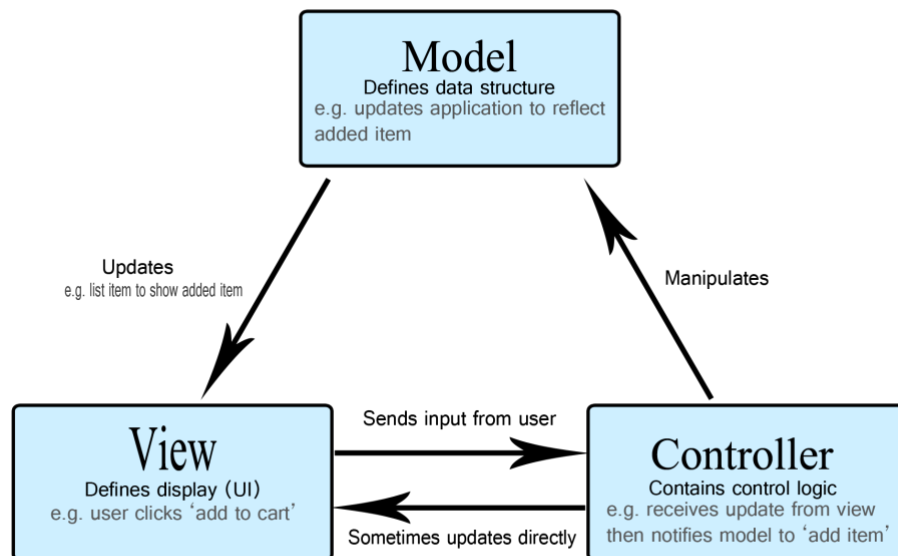 Model
Defines data structure
e.g. updates application to reflect
added item
Updates
e.g. list item to show added item
Manipulates
Sends input from user
View
Defines display (UI)
e.g. user clicks ‘add to cart’
Sometimes updates directly
Controller
Contains control logic
e.g. receives update from view
then notifies model to ‘add item’